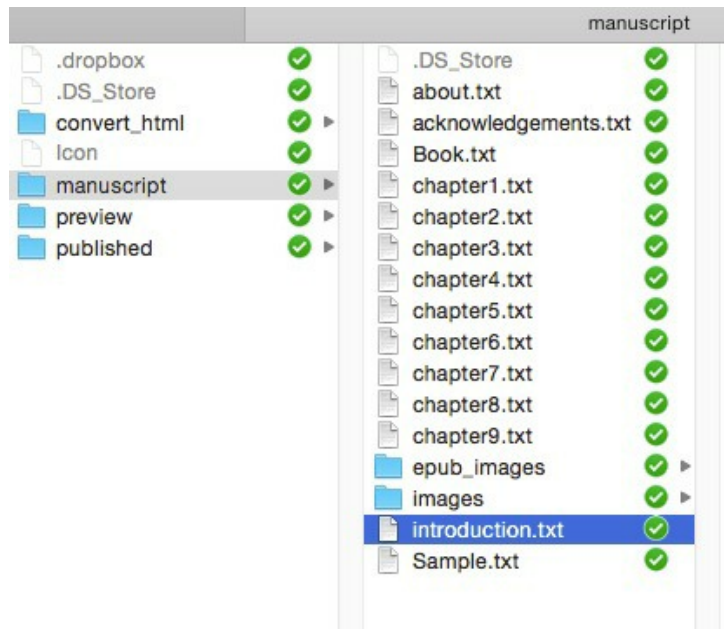 manuscript
.dropbox
.DS_Store
convert_html
Icon
manuscript
preview
published
.DS_Store
about.txt
acknowledgements.txt
Book.txt
chapter1.txt
chapter2.txt
chapter3.txt
chapter4.txt
chapter5.txt
chapter6.txt
chapter7.txt
chapter8.txt
chapter9.txt
epub_images
images
introduction.txt
Sample.txt